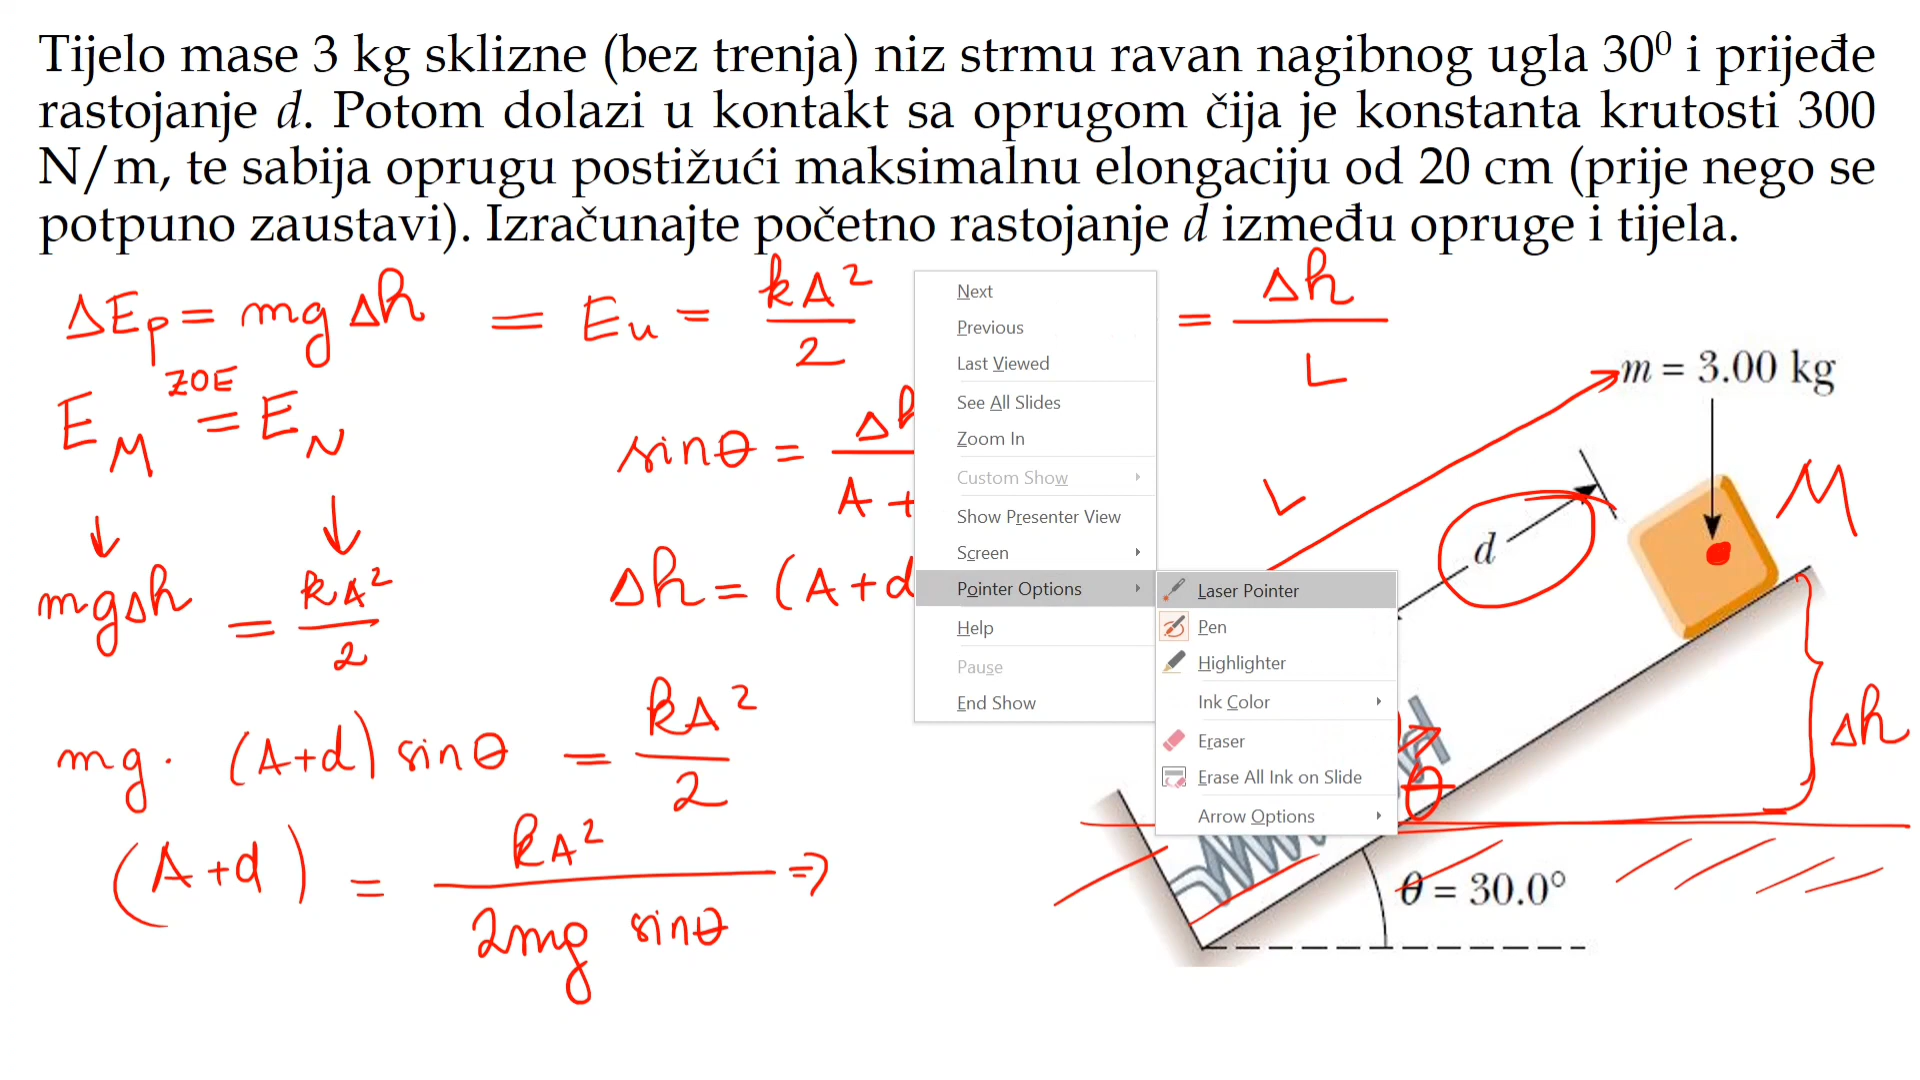 Tijelo mase 3 kg sklizne (bez trenja) niz strmu ravan nagibnog ugla 30⁰ i prijeđe
rastojanje d. Potom dolazi u kontakt sa oprugom čija je konstanta krutosti 300
N/m, te sabija oprugu postižući maksimalnu elongaciju od 20 cm (prije nego se
potpuno zaustavi). Izračunajte početno rastojanje d između opruge i tijela.
ΔEp = mg Δh = Eu = kA²/2
= Δh/L
ZOE
E_M = E_N
sinθ = Δh/A +
mgΔh = kA²/2
Δh = (A+d
mg · (A+d) sinθ = kA²/2
(A+d) = kA²/2mg sinθ ⇒
Next
Previous
Last Viewed
See All Slides
Zoom In
Custom Show
Show Presenter View
Screen
Pointer Options
Help
Pause
End Show
Laser Pointer
Pen
Highlighter
Ink Color
Eraser
Erase All Ink on Slide
Arrow Options
m = 3.00 kg
M
L
d
Δh
θ
θ = 30.0°